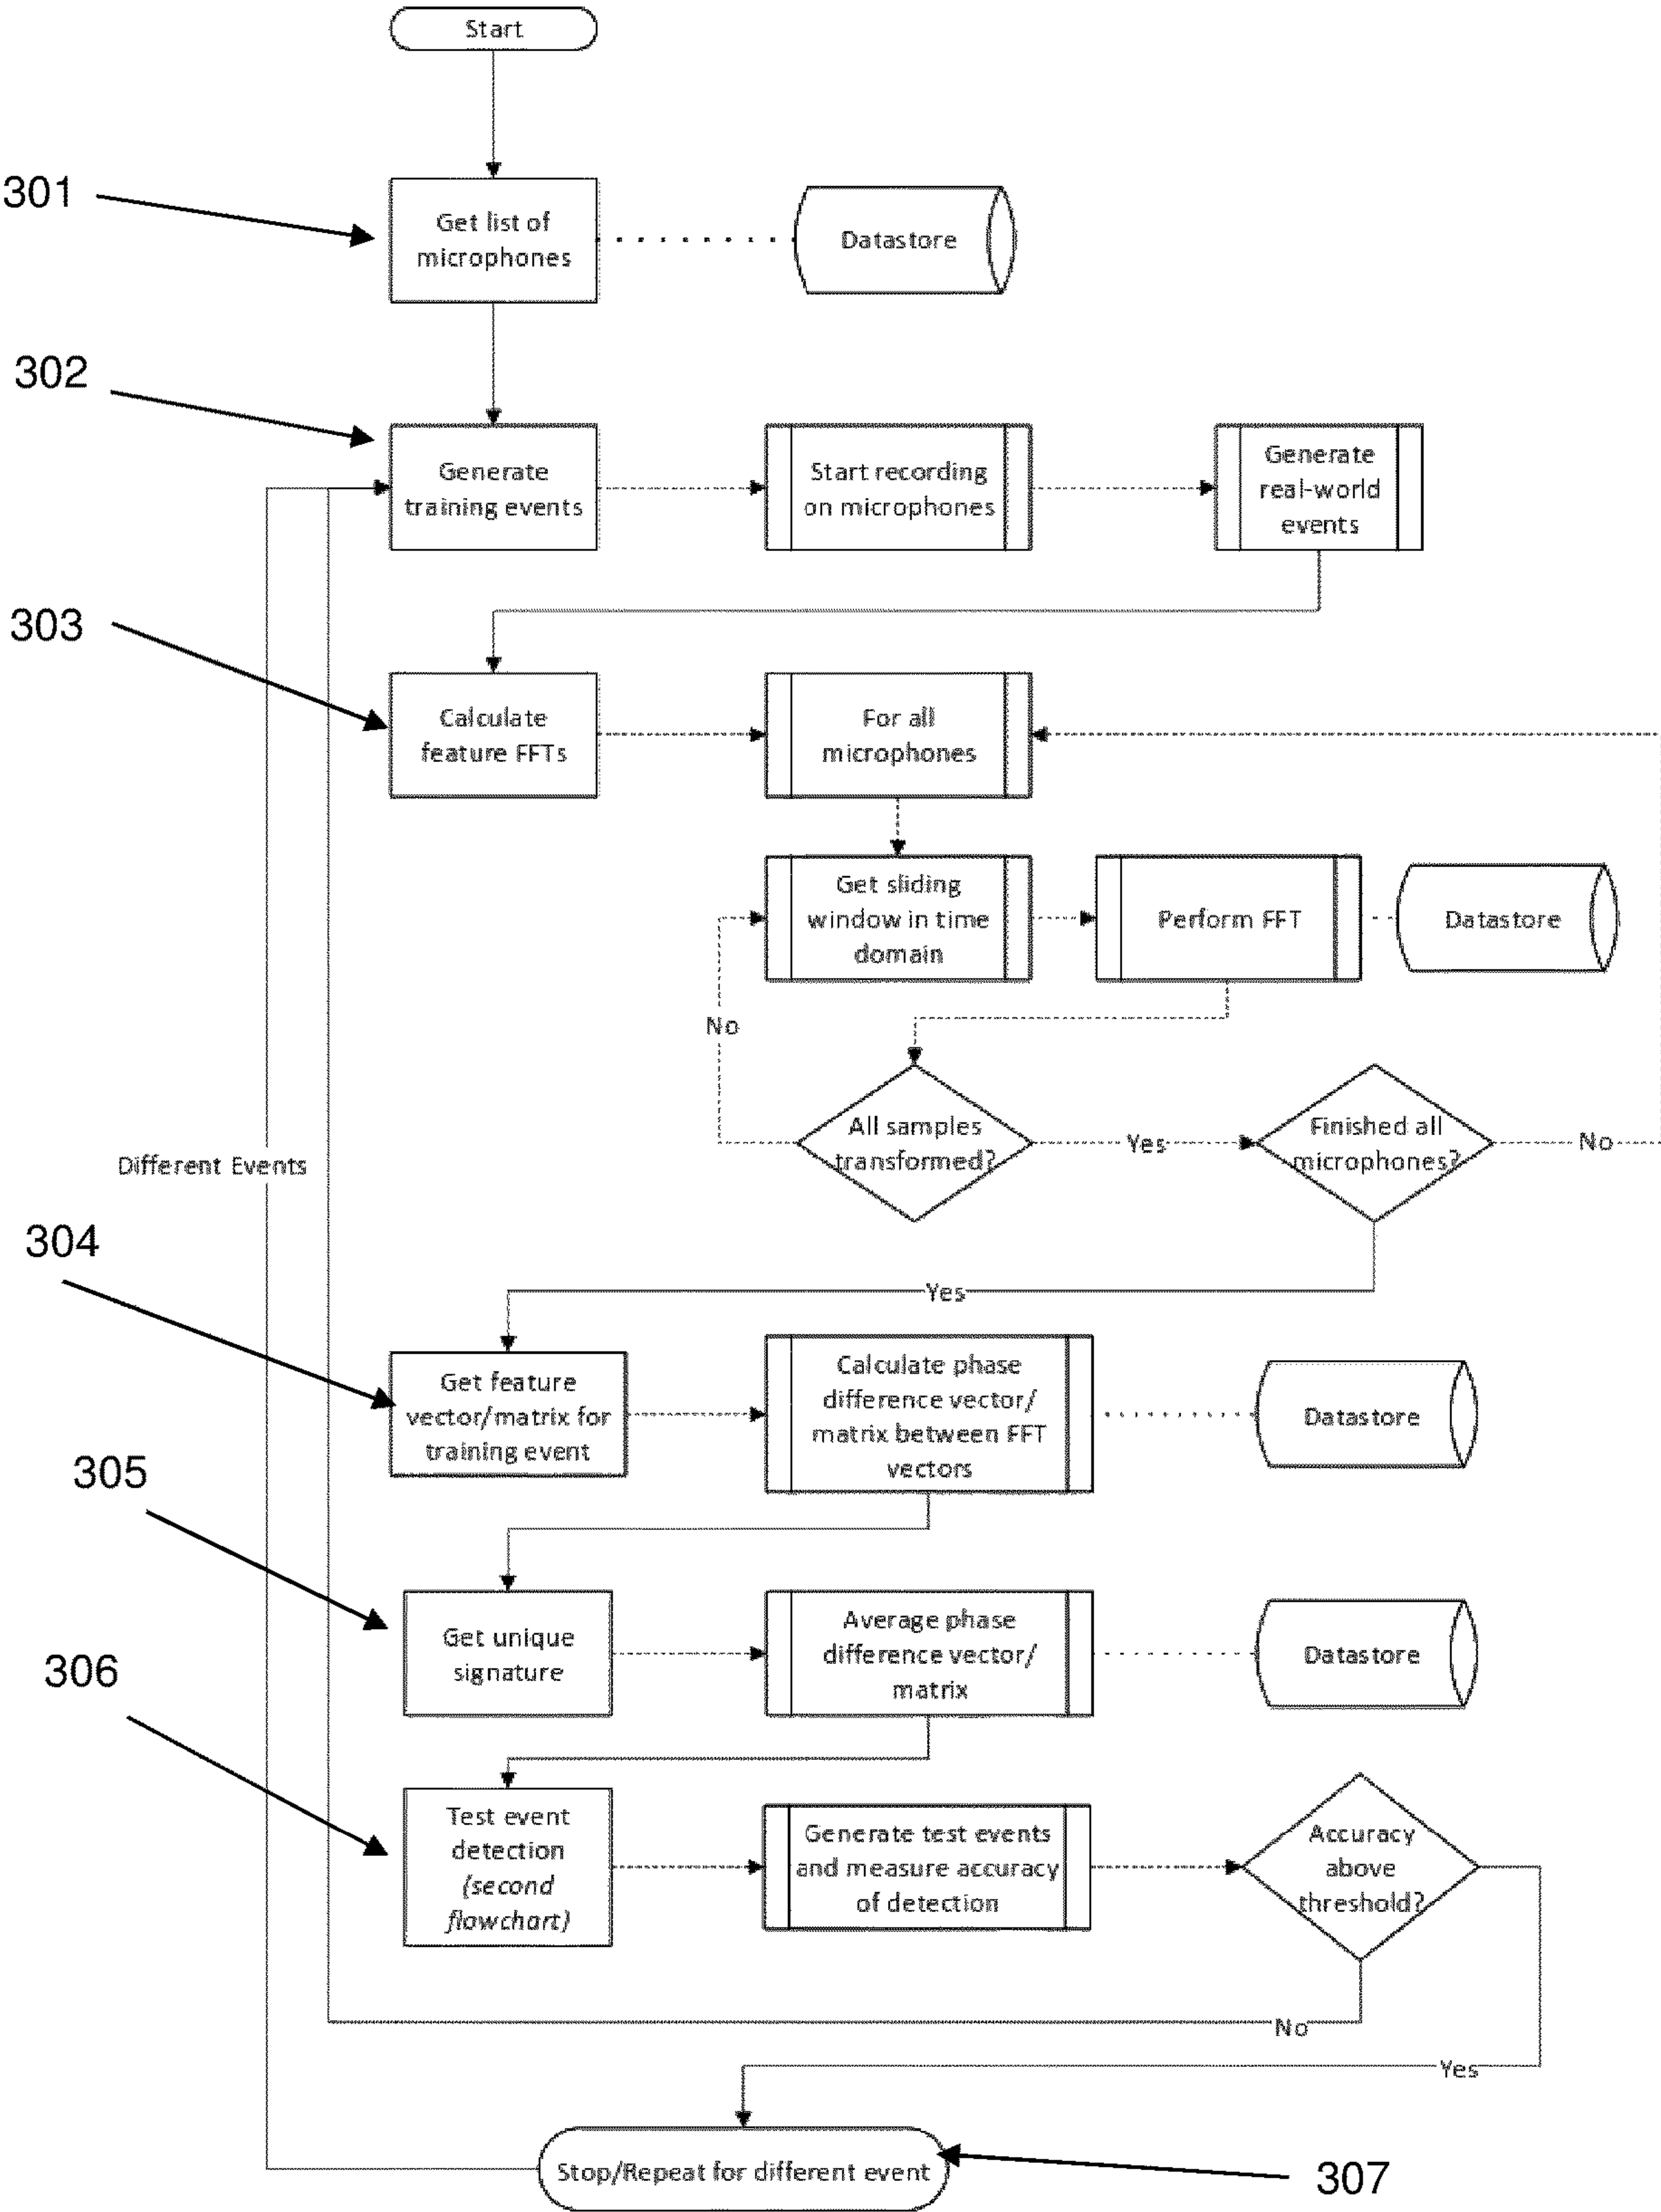 Start
301
Get list of
microphones
Datastore
302
Generate
training events
Start recording
on microphones
Generate
real-world
events
303
Calculate
feature FFTs
For all
microphones
Get sliding
window in time
domain
Perform FFT
Datastore
No
All samples
transformed?
Yes
Finished all
microphones?
No
Different Events
304
Yes
Get feature
vector/matrix for
training event
Calculate phase
difference vector/
matrix between FFT
vectors
Datastore
305
Get unique
signature
Average phase
difference vector/
matrix
Datastore
306
Test event
detection
(second
flowchart)
Generate test events
and measure accuracy
of detection
Accuracy
above
threshold?
No
Yes
Stop/Repeat for different event
307